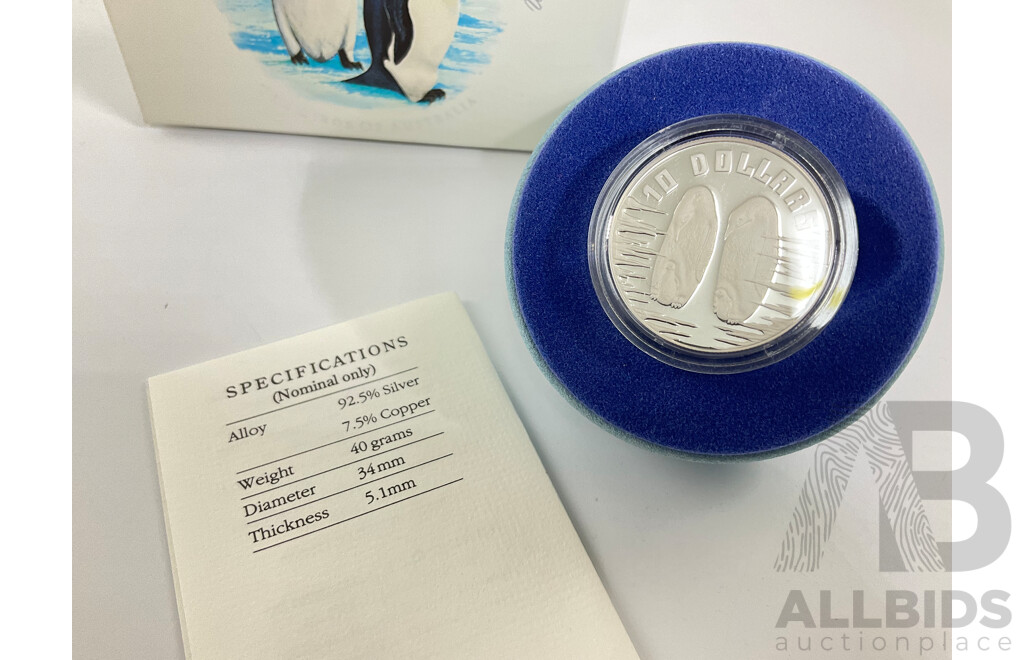 10 DOLLARS
SPECIFICATIONS
(Nominal only)
Alloy 92.5% Silver
7.5% Copper
Weight 40 grams
Diameter 34mm
Thickness 5.1mm
AB
ALLBIDS
auctionplace